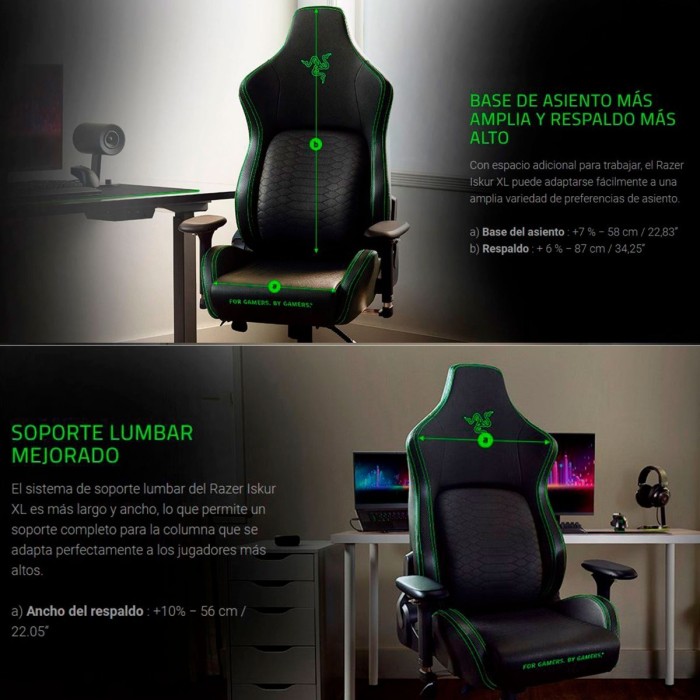 BASE DE ASIENTO MÁS
AMPLIA Y RESPALDO MÁS
ALTO
Con espacio adicional para trabajar, el Razer
Iskur XL puede adaptarse fácilmente a una
amplia variedad de preferencias de asiento.
a) Base del asiento : +7 % – 58 cm / 22,83”
b) Respaldo : + 6 % – 87 cm / 34,25”
b
a
FOR GAMERS. BY GAMERS.™
SOPORTE LUMBAR
MEJORADO
El sistema de soporte lumbar del Razer Iskur
XL es más largo y ancho, lo que permite un
soporte completo para la columna que se
adapta perfectamente a los jugadores más
altos.
a) Ancho del respaldo : +10% – 56 cm /
22.05”
a
FOR GAMERS. BY GAMERS.™